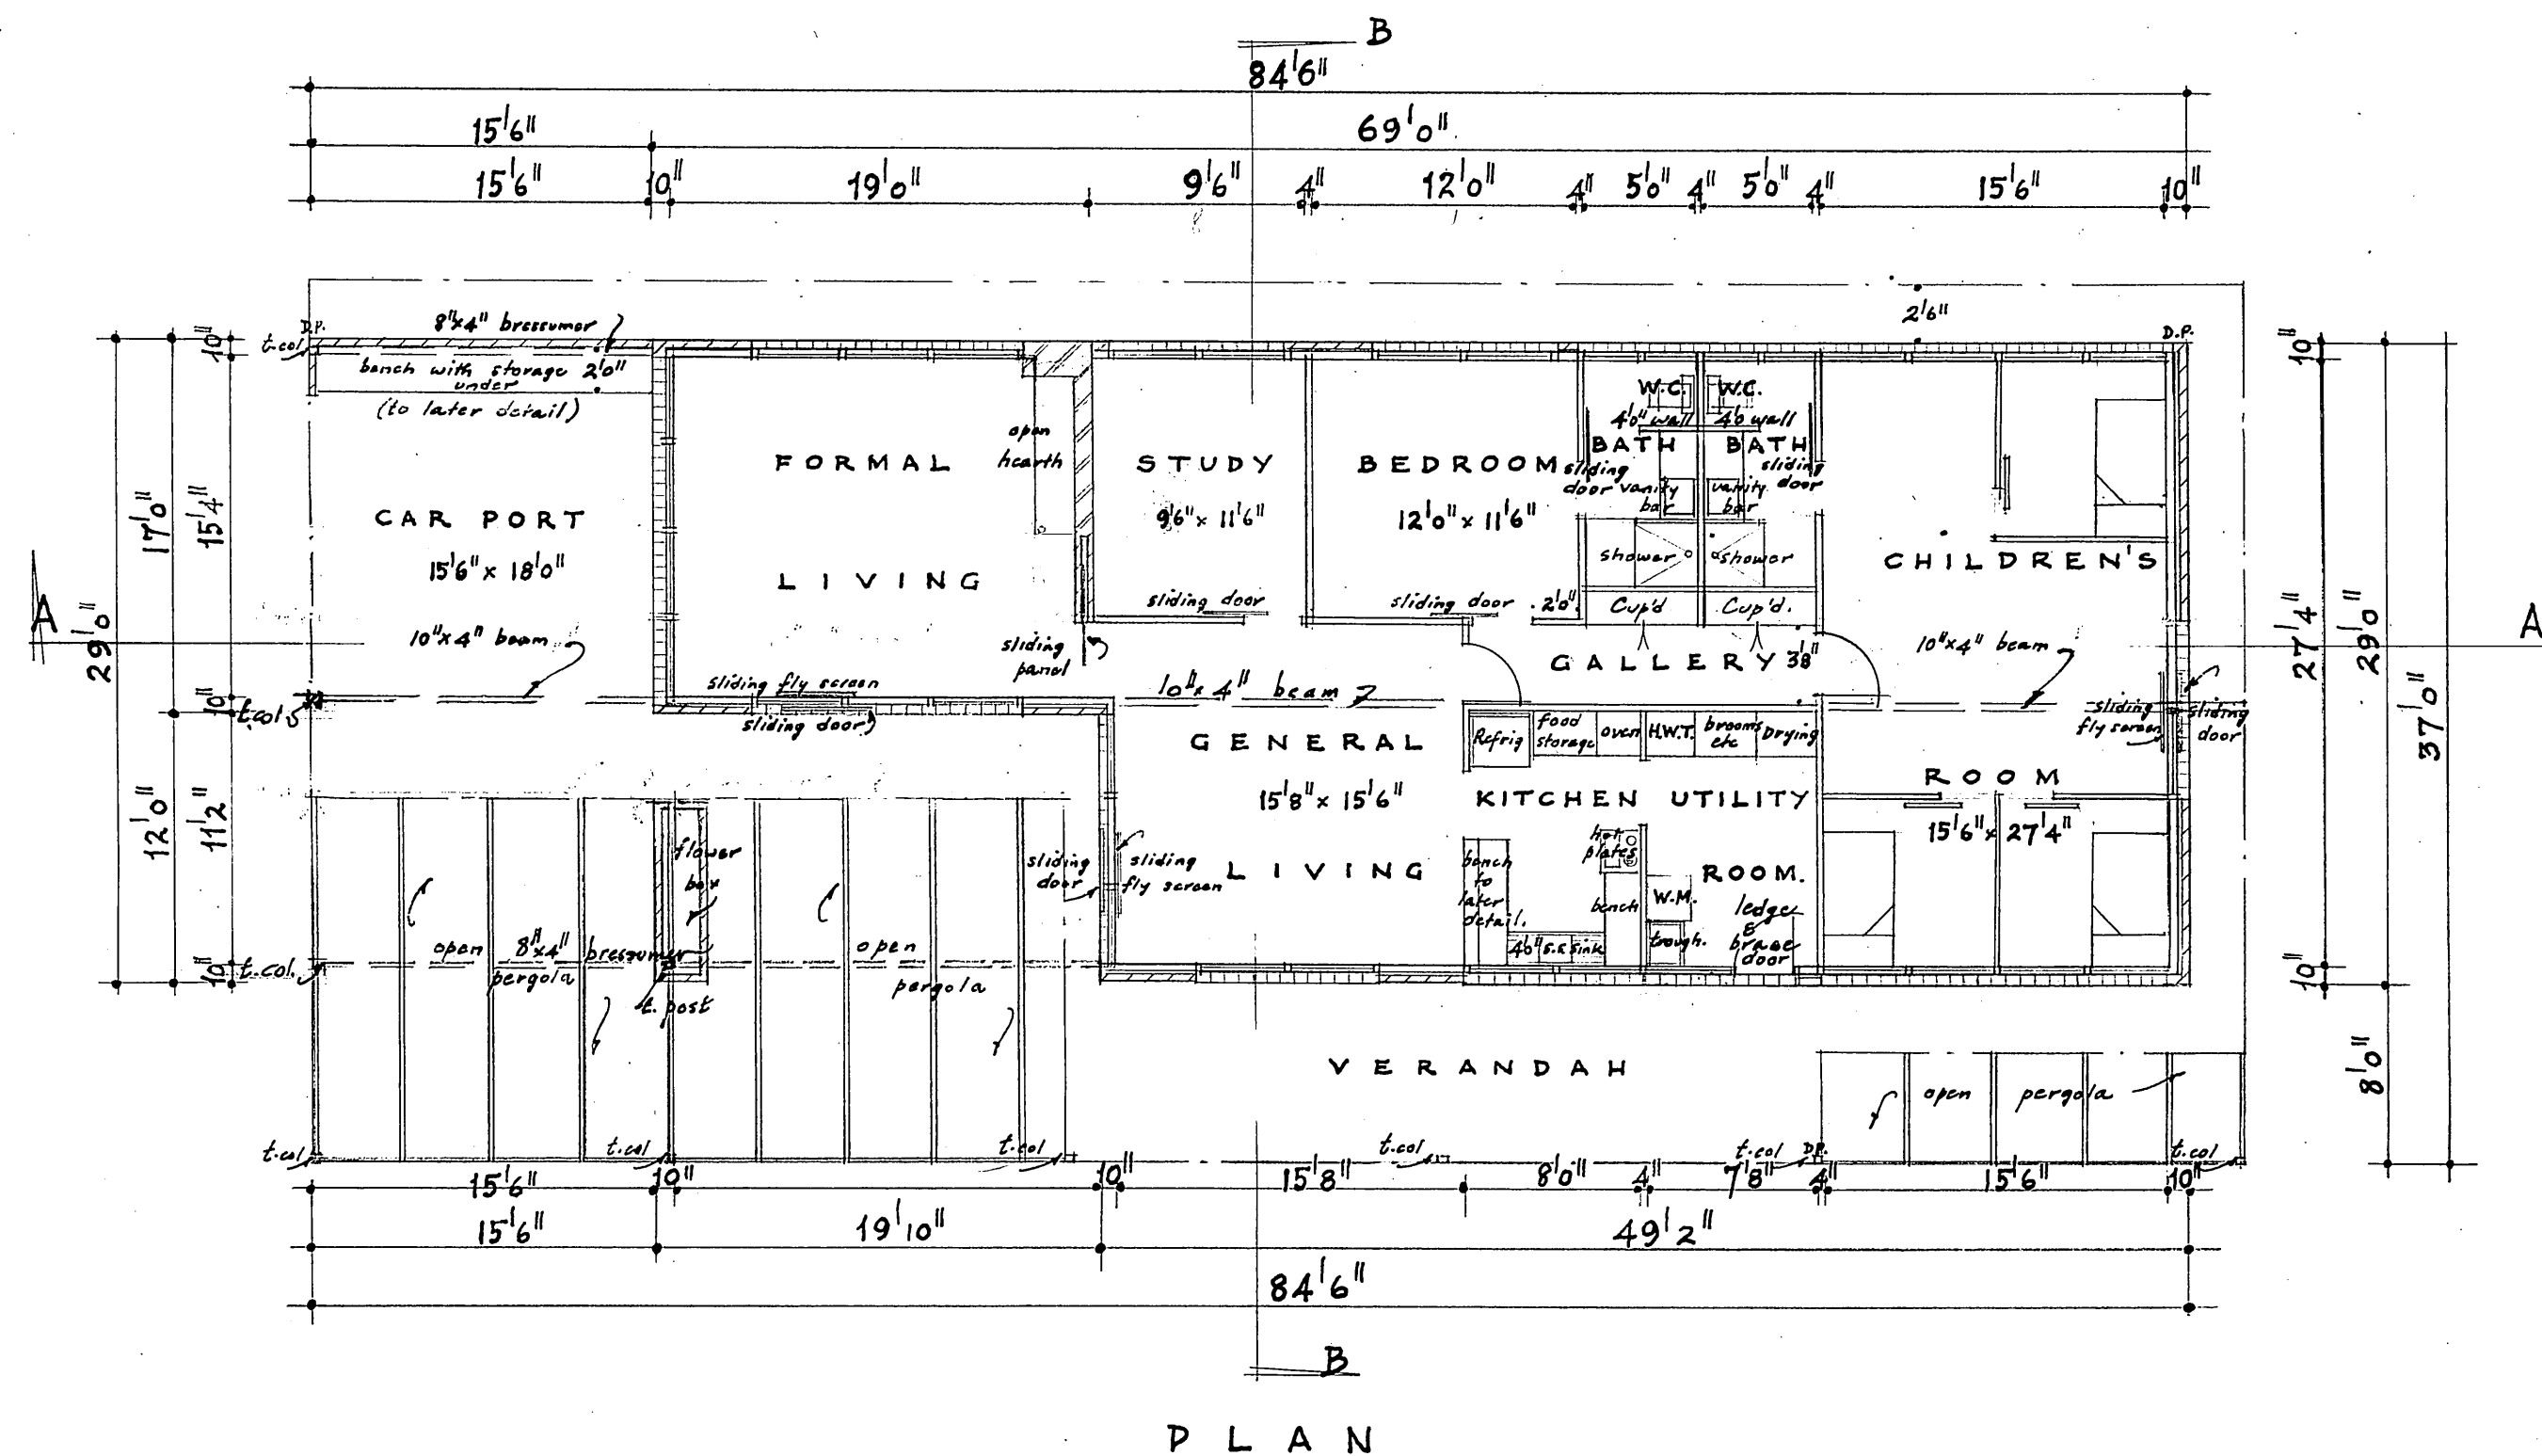 B
84'6"
15'6" 69'0"
15'6" 10" 19'0" 9'6" 4" 12'0" 4" 5'0" 4" 5'0" 4" 15'6" 10"
2'6"
D.P. 8"x4" bressumer D.P.
t.col
bench with storage 2'0"
under
(to later detail)
W.C. W.C.
4'0" wall 4'0 wall
open
hearth
BATH BATH
FORMAL STUDY BEDROOM
sliding
door
sliding
door
vanity
bar
vanity
bar
CAR PORT 9'6" x 11'6" 12'0" x 11'6"
15'6" x 18'0" shower shower CHILDREN'S
LIVING
sliding door sliding door 2'0" Cup'd Cup'd.
10"x4" beam
sliding
panel
GALLERY 3'8" 10"x4" beam
A A
sliding fly screen
10"x4" beam
t.col
sliding door
sliding
fly screen
sliding
door
GENERAL
Refrig
food
storage
oven
H.W.T.
brooms
etc
Drying
15'8" x 15'6" KITCHEN UTILITY ROOM
15'6" x 27'4"
flower
box
sliding
door
sliding
fly screen
LIVING
bench
to
later
detail.
hot
plates
bench
W.M.
ROOM.
ledge
&
brace
door
4'0" s.s sink
trough.
t.col.
open 8"x4" bressumer open
pergola pergola
t. post
VERANDAH
open pergola
t.col t.col t.col t.col t.col D.P. t.col
10" 17'0" 15'4" 29'0" 10" 12'0" 11'2" 10"
10" 27'4" 29'0" 37'0" 10" 8'0"
15'6" 10" 10" 15'8" 8'0" 4" 7'8" 4" 15'6" 10"
15'6" 19'10" 49'2"
84'6"
B
PLAN